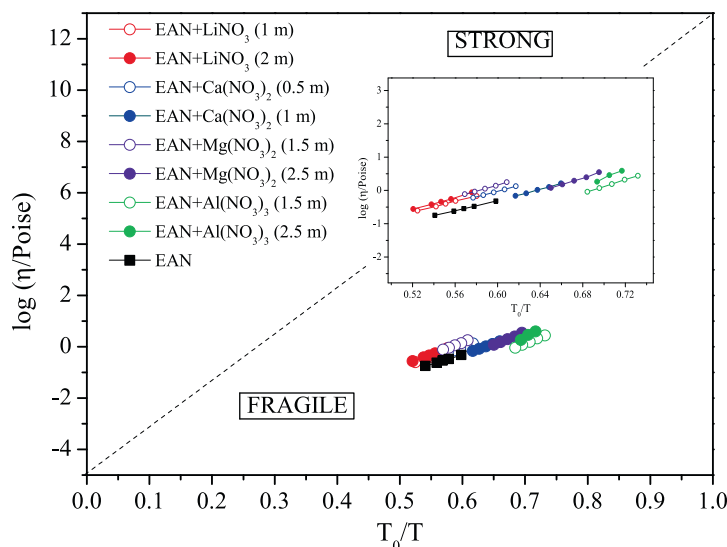 STRONG
EAN+LiNO3 (1 m)
EAN+LiNO3 (2 m)
EAN+Ca(NO3)2 (0.5 m)
EAN+Ca(NO3)2 (1 m)
EAN+Mg(NO3)2 (1.5 m)
EAN+Mg(NO3)2 (2.5 m)
EAN+Al(NO3)3 (1.5 m)
EAN+Al(NO3)3 (2.5 m)
EAN
FRAGILE
log (η/Poise)
12
10
8
6
4
2
0
-2
-4
0.0 0.1 0.2 0.3 0.4 0.5 0.6 0.7 0.8 0.9 1.0
T0/T
log (η/Poise)
3
2
1
0
-1
-2
0.52 0.56 0.60 0.64 0.68 0.72
T0/T